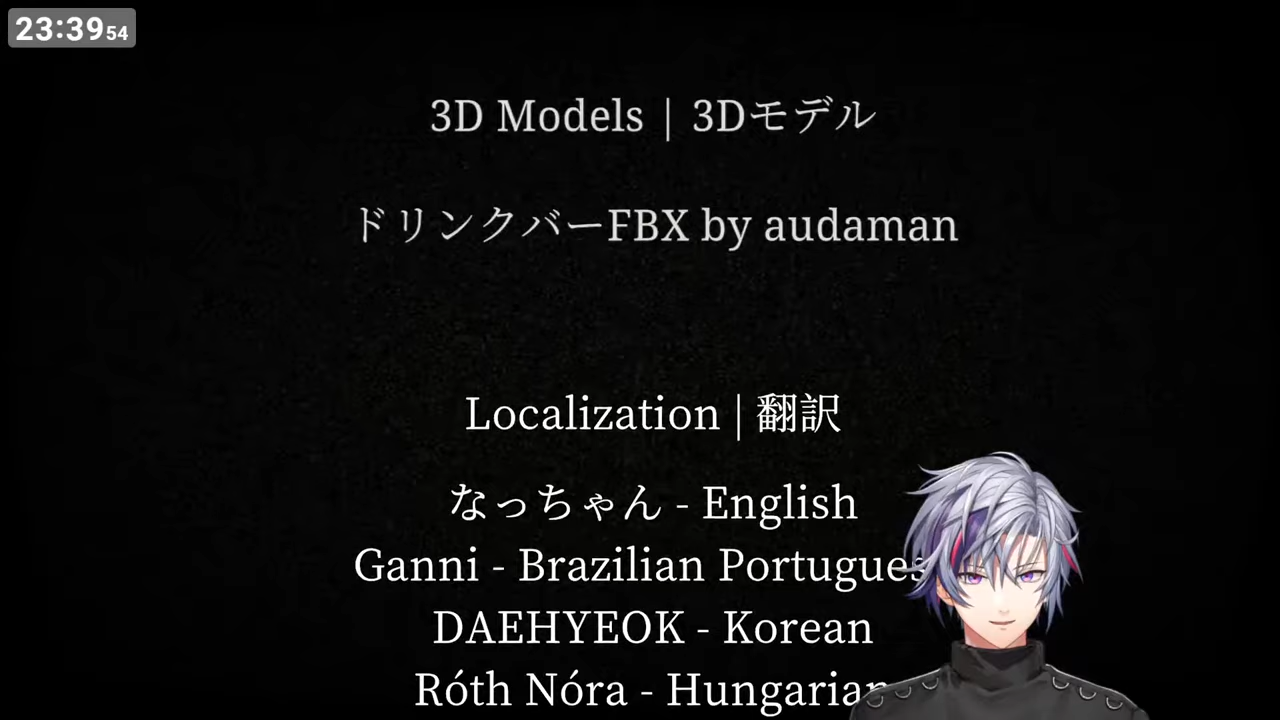 23:39 54
3D Models | 3Dモデル
ドリンクバーFBX by audaman
Localization | 翻訳
なっちゃん - English
Ganni - Brazilian Portugues
DAEHYEOK - Korean
Róth Nóra - Hungarian